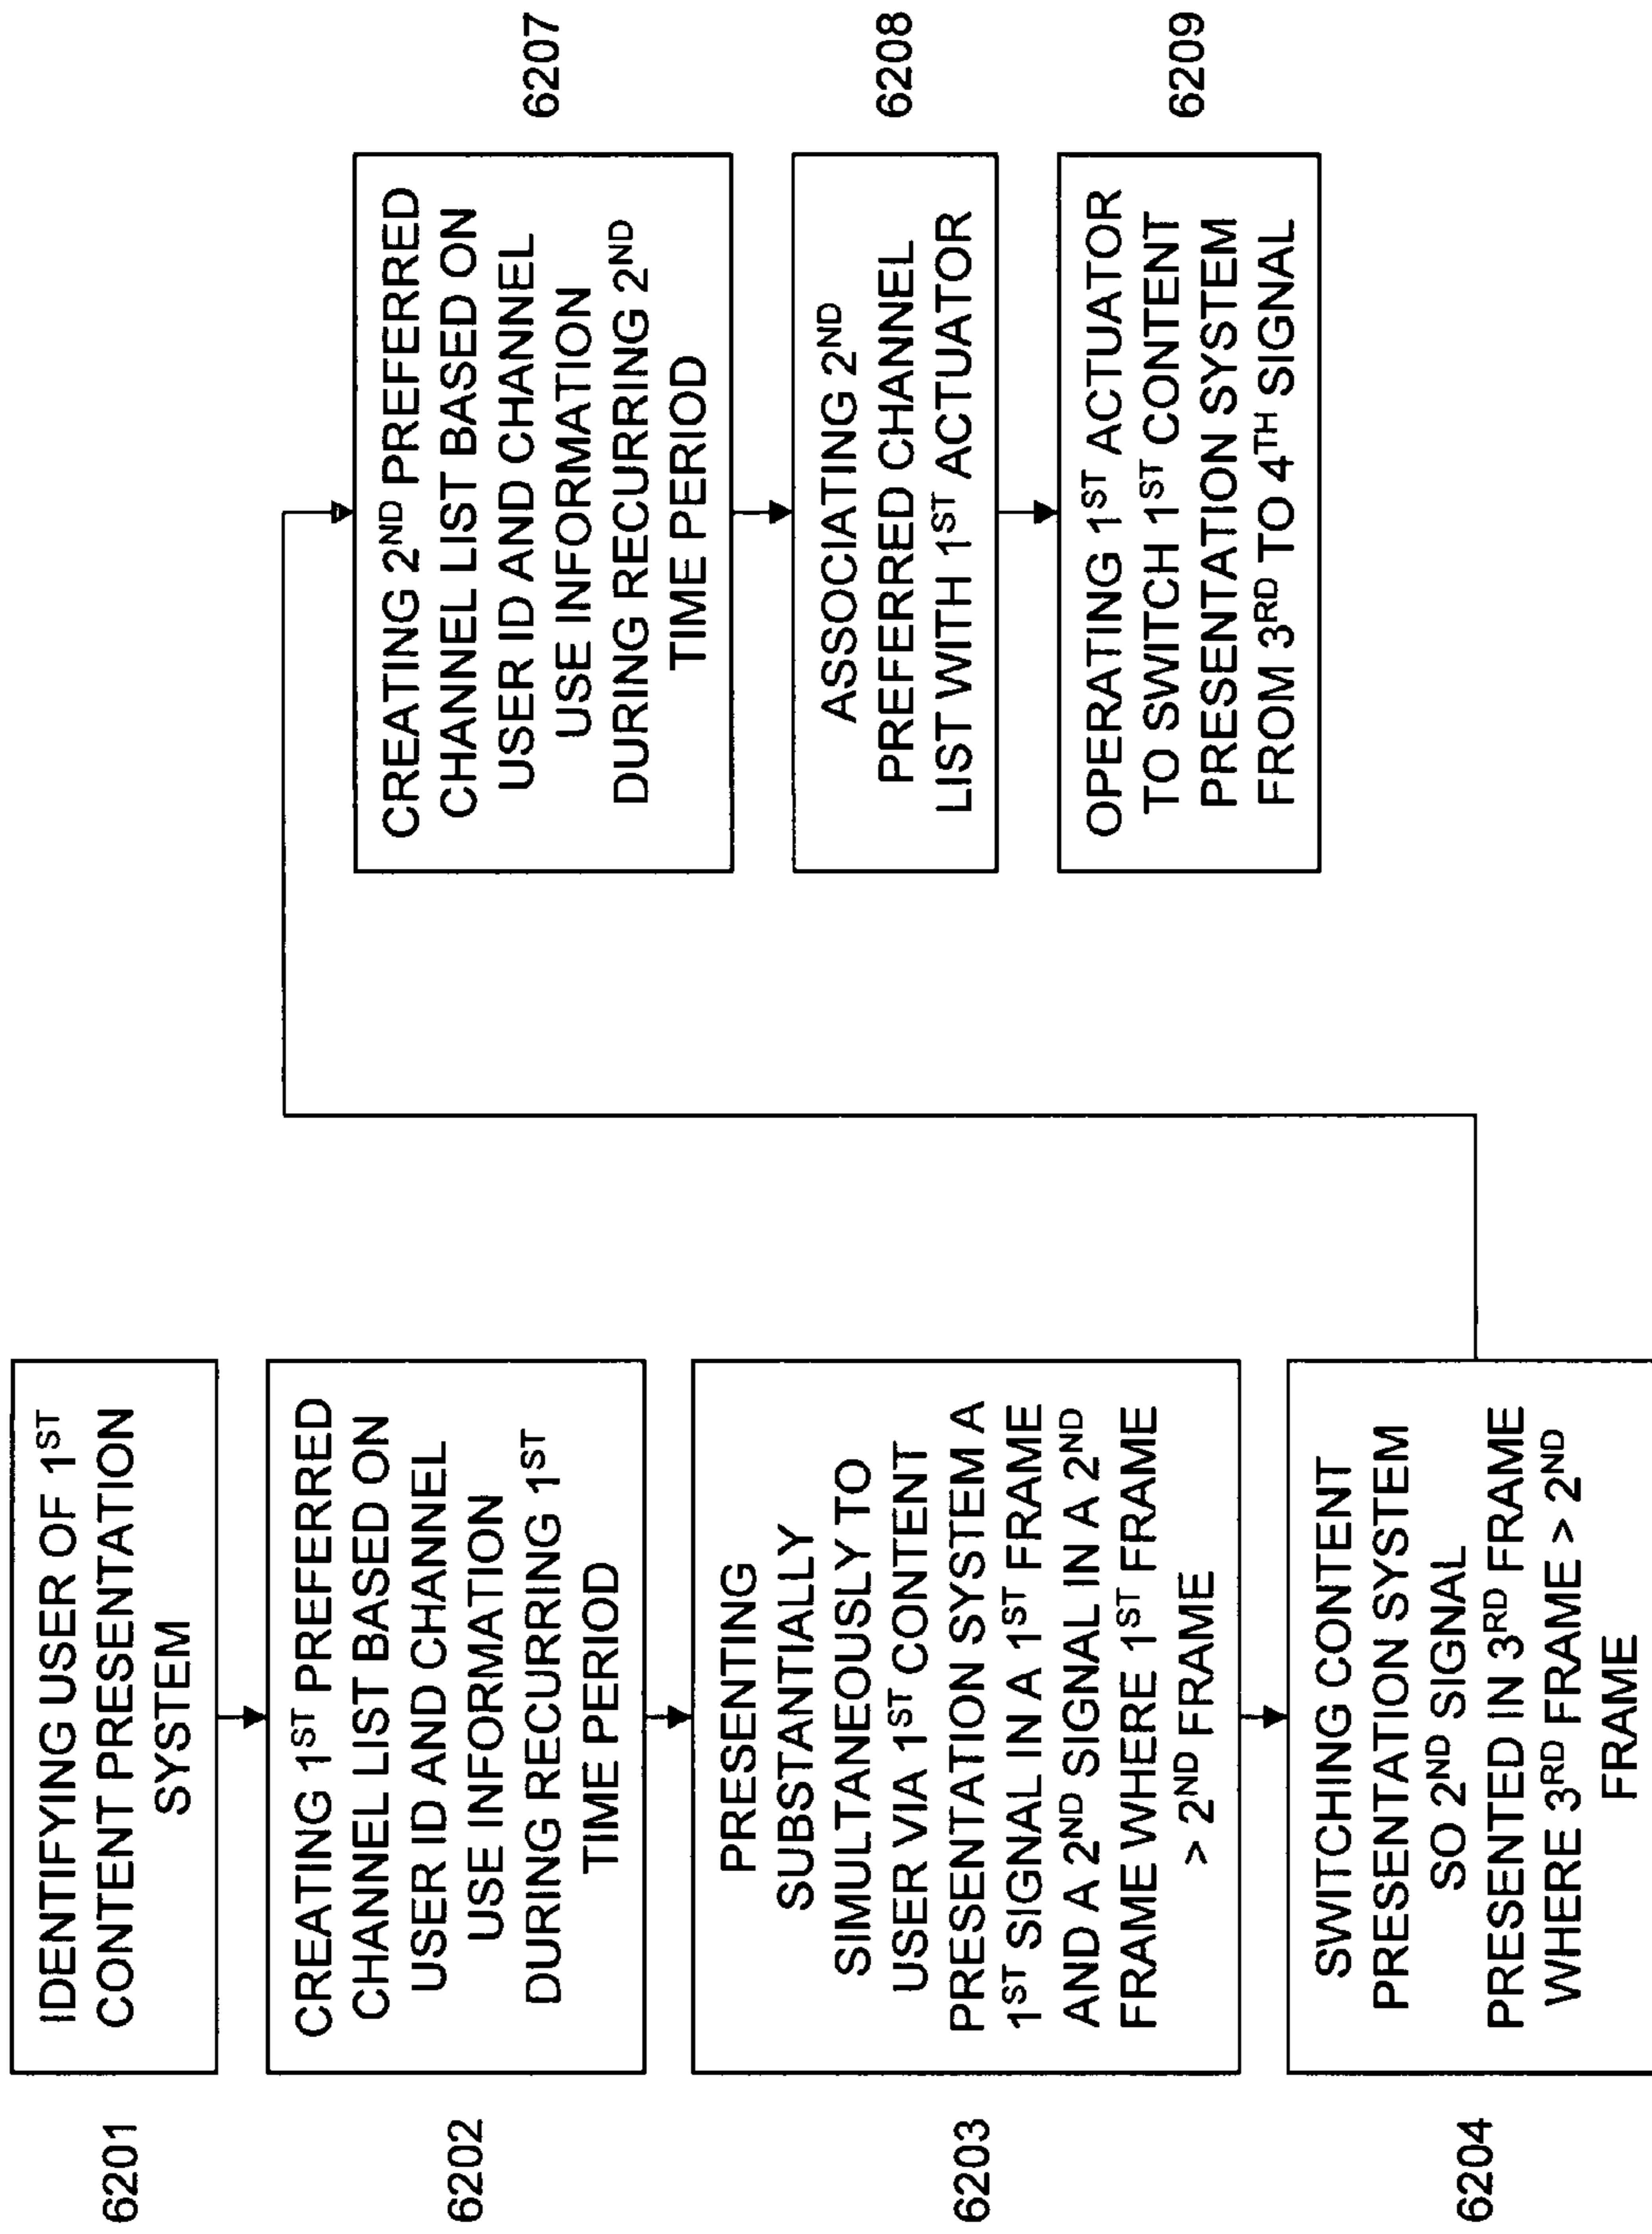 6201
IDENTIFYING USER OF 1ST
CONTENT PRESENTATION
SYSTEM
6202
CREATING 1ST PREFERRED
CHANNEL LIST BASED ON
USER ID AND CHANNEL
USE INFORMATION
DURING RECURRING 1ST
TIME PERIOD
6203
PRESENTING
SUBSTANTIALLY
SIMULTANEOUSLY TO
USER VIA 1ST CONTENT
PRESENTATION SYSTEM A
1ST SIGNAL IN A 1ST FRAME
AND A 2ND SIGNAL IN A 2ND
FRAME WHERE 1ST FRAME
> 2ND FRAME
6204
SWITCHING CONTENT
PRESENTATION SYSTEM
SO 2ND SIGNAL
PRESENTED IN 3RD FRAME
WHERE 3RD FRAME > 2ND
FRAME
CREATING 2ND PREFERRED
CHANNEL LIST BASED ON
USER ID AND CHANNEL
USE INFORMATION
DURING RECURRING 2ND
TIME PERIOD
6207
ASSOCIATING 2ND
PREFERRED CHANNEL
LIST WITH 1ST ACTUATOR
6208
OPERATING 1ST ACTUATOR
TO SWITCH 1ST CONTENT
PRESENTATION SYSTEM
FROM 3RD TO 4TH SIGNAL
6209